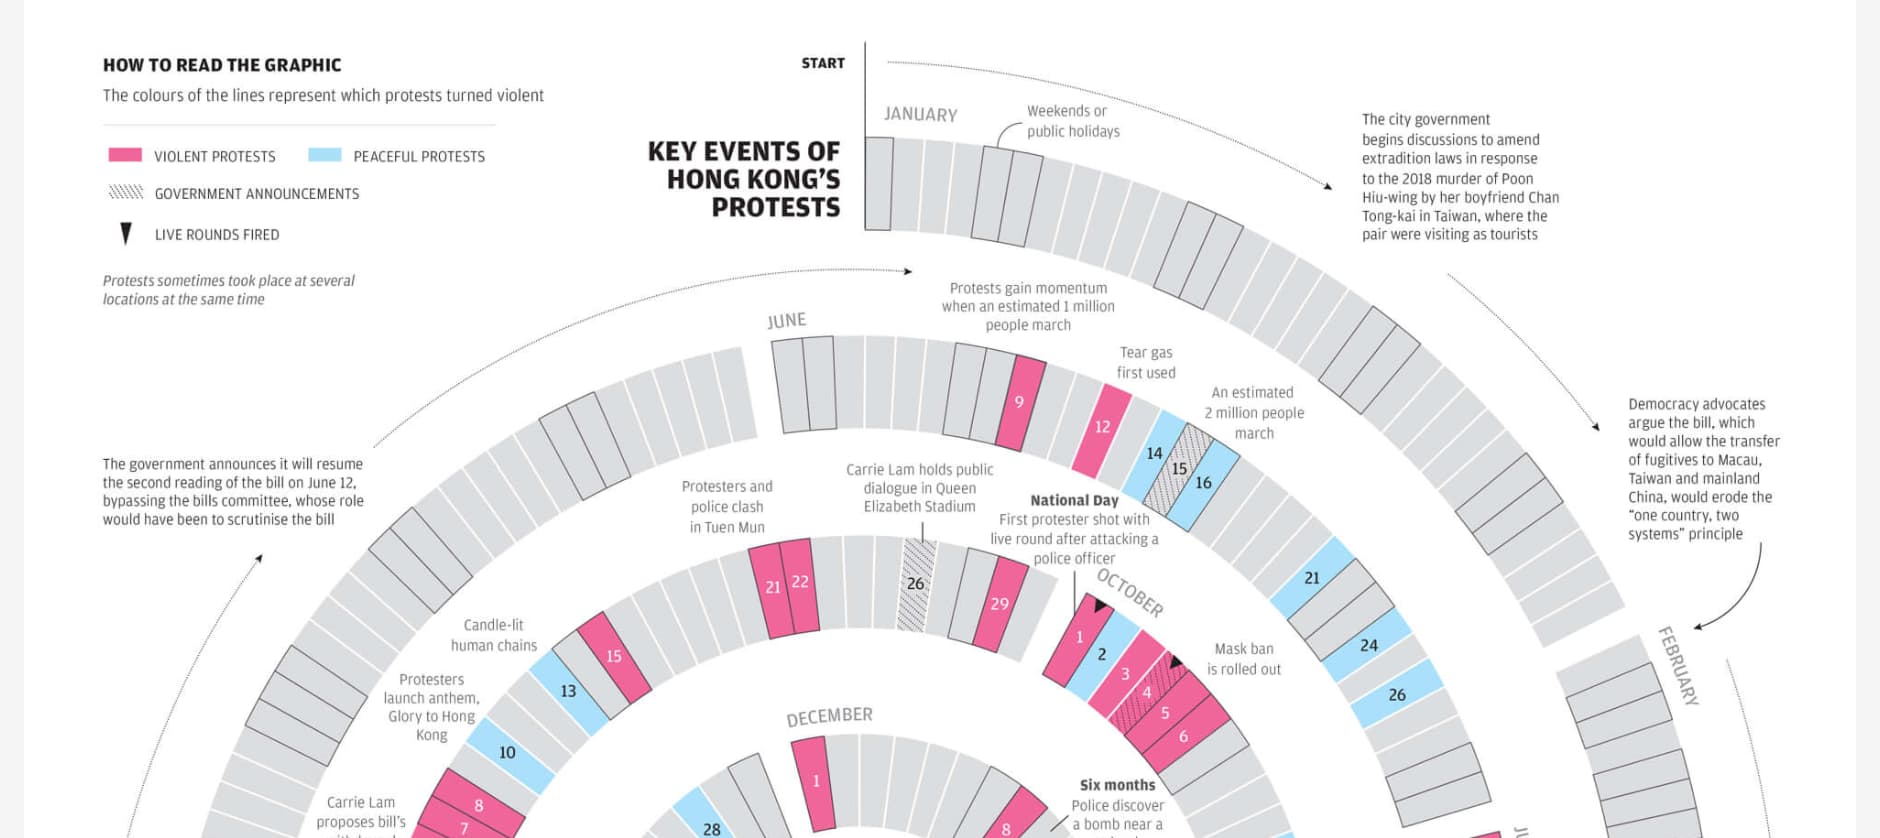 HOW TO READ THE GRAPHIC
The colours of the lines represent which protests turned violent
VIOLENT PROTESTS
PEACEFUL PROTESTS
GOVERNMENT ANNOUNCEMENTS
LIVE ROUNDS FIRED
Protests sometimes took place at several
locations at the same time
START
KEY EVENTS OF
HONG KONG'S
PROTESTS
JANUARY
Weekends or
public holidays
The city government
begins discussions to amend
extradition laws in response
to the 2018 murder of Poon
Hiu-wing by her boyfriend Chan
Tong-kai in Taiwan, where the
pair were visiting as tourists
Democracy advocates
argue the bill, which
would allow the transfer
of fugitives to Macau,
Taiwan and mainland
China, would erode the
"one country, two
systems" principle
FEBRUARY
The government announces it will resume
the second reading of the bill on June 12,
bypassing the bills committee, whose role
would have been to scrutinise the bill
JUNE
Protests gain momentum
when an estimated 1 million
people march
9
Tear gas
first used
12
An estimated
2 million people
march
14
15
16
21
24
26
Carrie Lam
proposes bill's
7
8
Protesters
launch anthem,
Glory to Hong
Kong
10
Candle-lit
human chains
13
15
Protesters and
police clash
in Tuen Mun
21
22
Carrie Lam holds public
dialogue in Queen
Elizabeth Stadium
26
29
National Day
First protester shot with
live round after attacking a
police officer
OCTOBER
1
2
3
4
5
6
Mask ban
is rolled out
28
DECEMBER
1
8
Six months
Police discover
a bomb near a